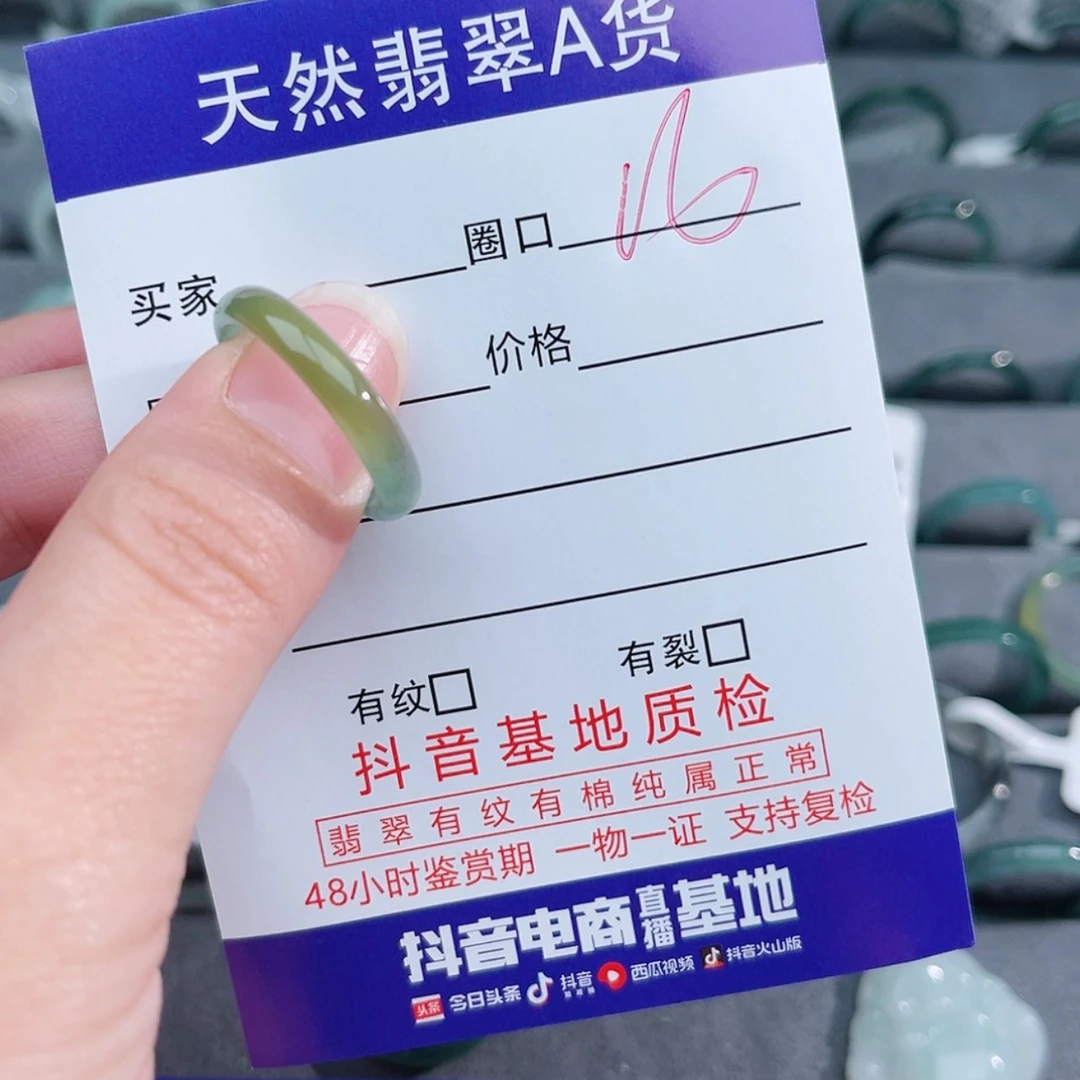 天然翡翠A货
买家 圈口 16
价格
有纹□ 有裂□
抖音基地质检
翡翠有纹有棉纯属正常
48小时鉴赏期 一物一证 支持复检
抖音电商直播基地
头条 今日头条 抖音 西瓜视频 抖音火山版